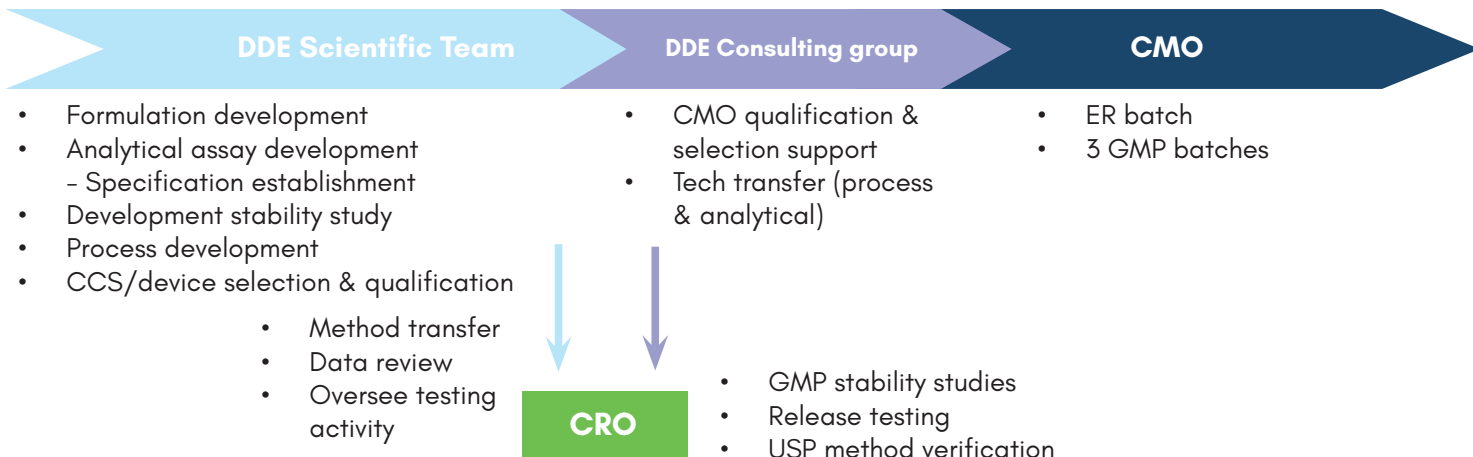 DDE Scientific Team
DDE Consulting group
CMO
• Formulation development
• Analytical assay development
- Specification establishment
• Development stability study
• Process development
• CCS/device selection & qualification
• CMO qualification &
selection support
• Tech transfer (process
& analytical)
• ER batch
• 3 GMP batches
• Method transfer
• Data review
• Oversee testing
activity
CRO
• GMP stability studies
• Release testing
• USP method verification